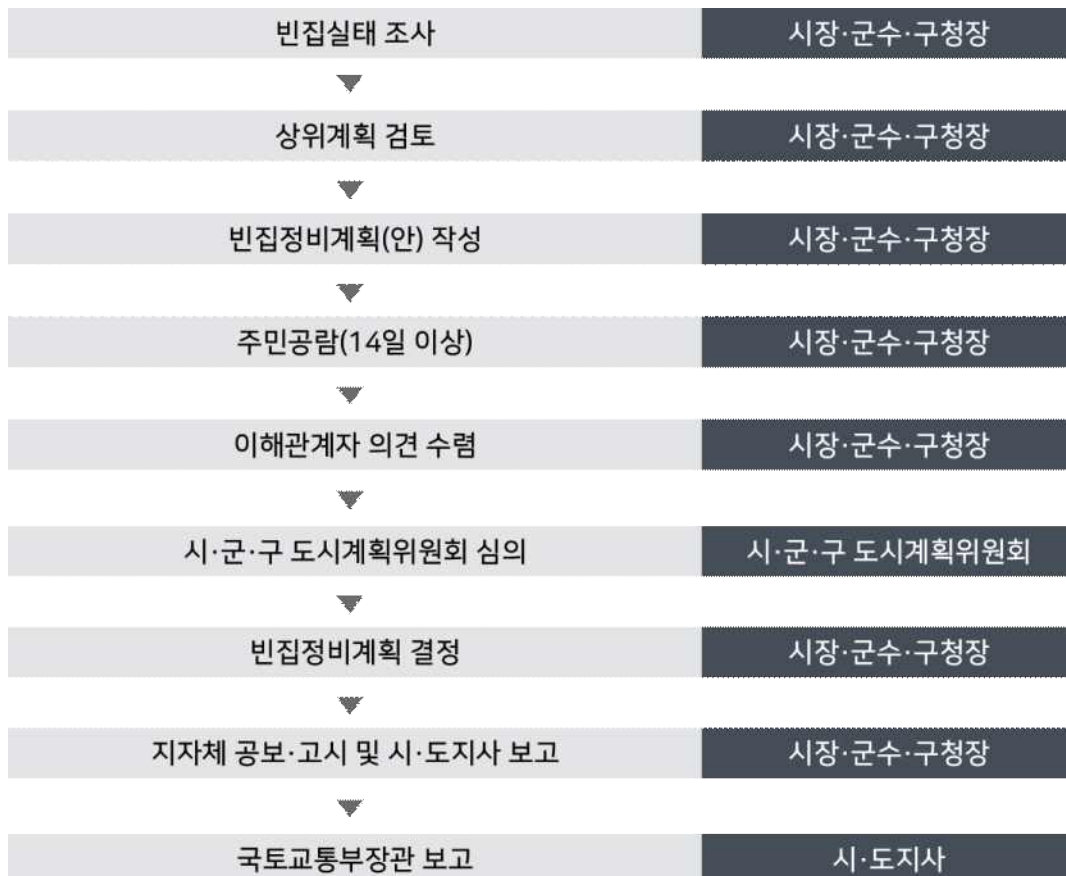 빈집실태 조사 시장·군수·구청장
상위계획 검토 시장·군수·구청장
빈집정비계획(안) 작성 시장·군수·구청장
주민공람(14일 이상) 시장·군수·구청장
이해관계자 의견 수렴 시장·군수·구청장
시·군·구 도시계획위원회 심의 시·군·구 도시계획위원회
빈집정비계획 결정 시장·군수·구청장
지자체 공보·고시 및 시·도지사 보고 시장·군수·구청장
국토교통부장관 보고 시·도지사